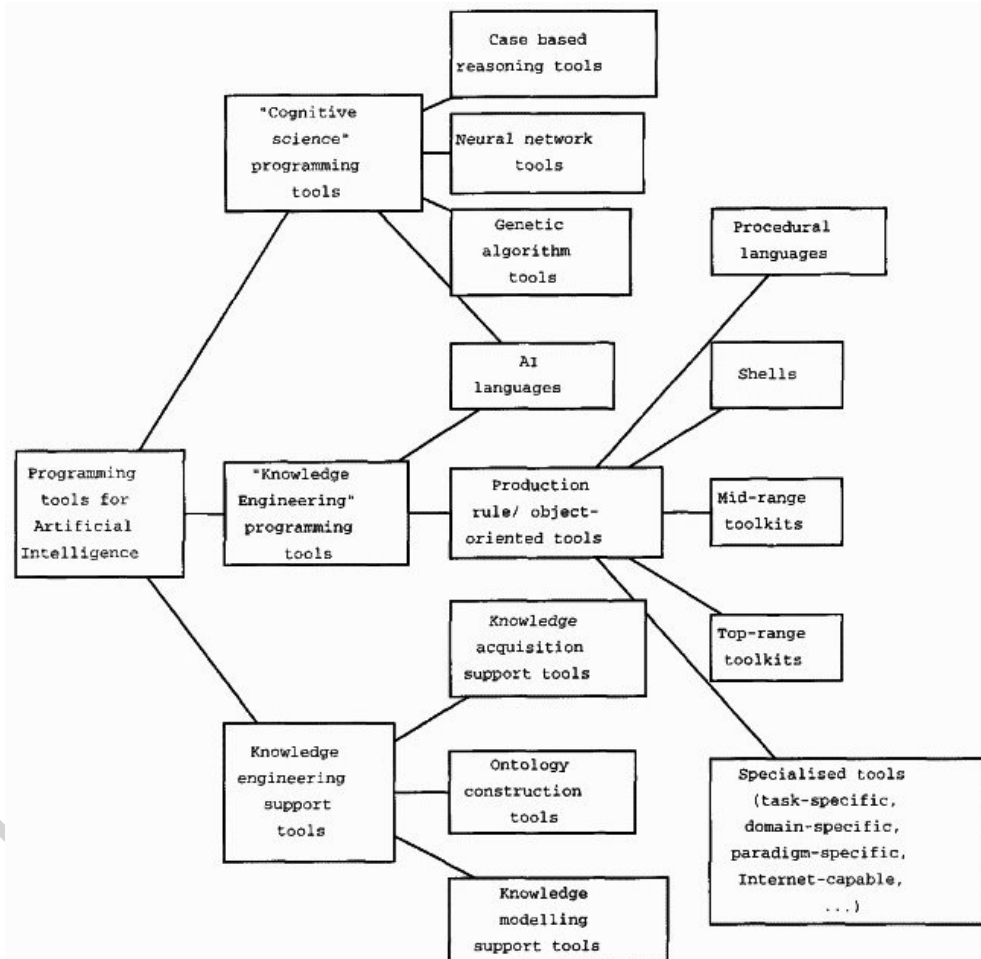 Case based
reasoning tools
"Cognitive
science"
programming
tools
Neural network
tools
Genetic
algorithm
tools
Procedural
languages
AI
languages
Shells
Programming
tools for
Artificial
Intelligence
"Knowledge
Engineering"
programming
tools
Production
rule/ object-
oriented tools
Mid-range
toolkits
Knowledge
acquisition
support tools
Top-range
toolkits
Knowledge
engineering
support
tools
Ontology
construction
tools
Specialised tools
(task-specific,
domain-specific,
paradigm-specific,
Internet-capable,
...)
Knowledge
modelling
support tools